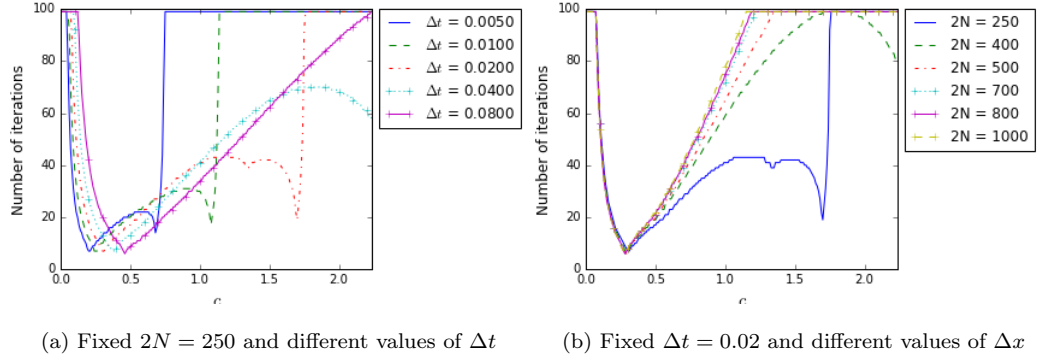 100
80
60
40
20
0
Number of iterations
0.0 0.5 1.0 1.5 2.0
c
Δt = 0.0050
Δt = 0.0100
Δt = 0.0200
Δt = 0.0400
Δt = 0.0800
(a) Fixed 2N = 250 and different values of Δt
100
80
60
40
20
0
Number of iterations
0.0 0.5 1.0 1.5 2.0
c
2N = 250
2N = 400
2N = 500
2N = 700
2N = 800
2N = 1000
(b) Fixed Δt = 0.02 and different values of Δx